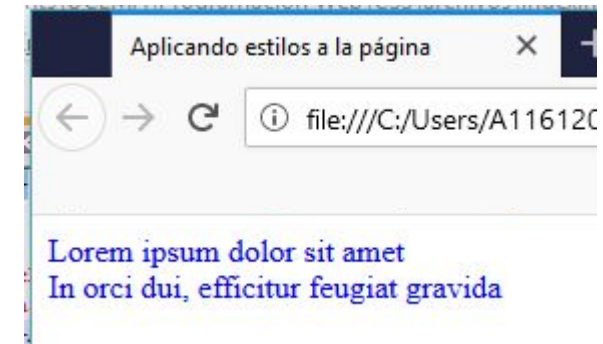 Aplicando estilos a la página
file:///C:/Users/A116120
Lorem ipsum dolor sit amet
In orci dui, efficitur feugiat gravida